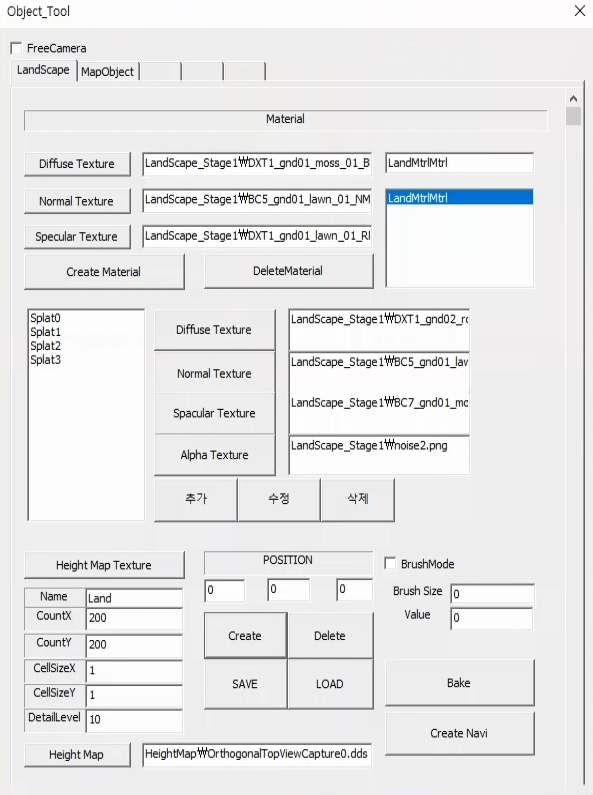 Object_Tool
FreeCamera
LandScape MapObject
Material
Diffuse Texture LandScape_Stage1₩DXT1_gnd01_moss_01_B LandMtrlMtrl
Normal Texture LandScape_Stage1₩BC5_gnd01_lawn_01_NM LandMtrlMtrl
Specular Texture LandScape_Stage1₩DXT1_gnd01_lawn_01_RI
Create Material DeleteMaterial
Splat0
Splat1
Splat2
Splat3
Diffuse Texture LandScape_Stage1₩DXT1_gnd02_rc
Normal Texture LandScape_Stage1₩BC5_gnd01_law
Spacular Texture LandScape_Stage1₩BC7_gnd01_mo
Alpha Texture LandScape_Stage1₩noise2.png
추가 수정 삭제
Height Map Texture POSITION BrushMode
0 0 0
Name Land
CountX 200
CountY 200
CellSizeX 1
CellSizeY 1
DetailLevel 10
Create Delete
SAVE LOAD
Brush Size 0
Value 0
Bake
Create Navi
Height Map HeightMap₩OrthogonalTopViewCapture0.dds